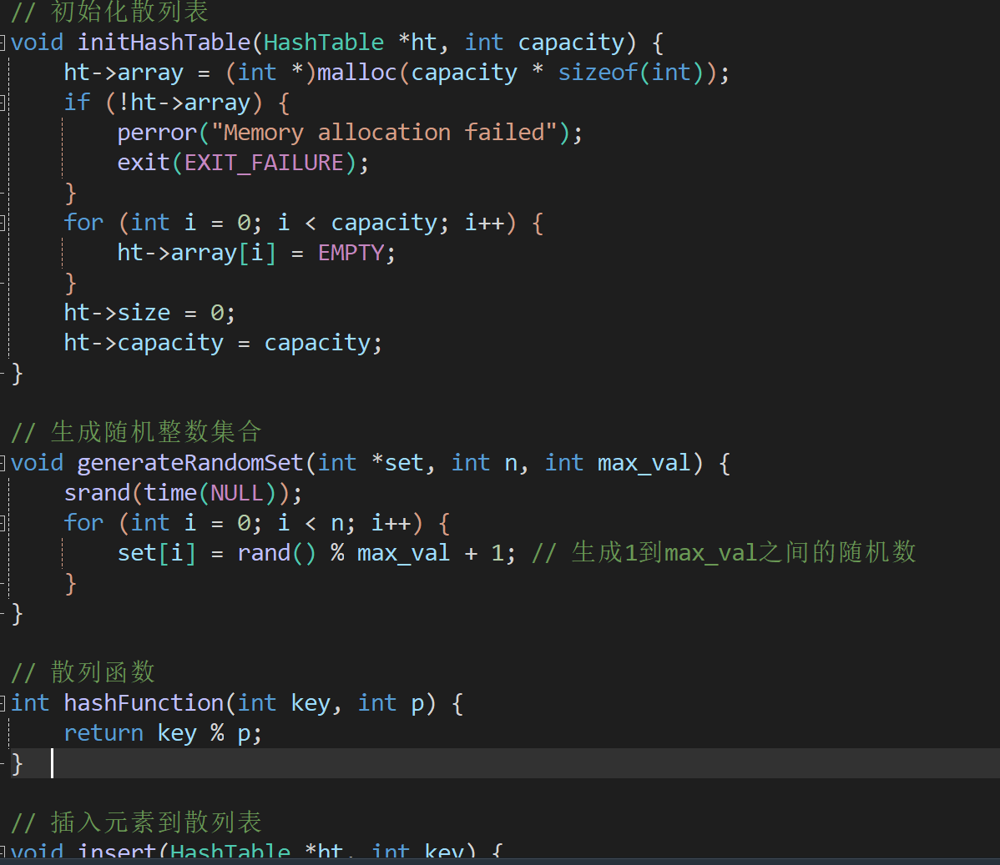 // 初始化散列表
void initHashTable(HashTable *ht, int capacity) {
    ht->array = (int *)malloc(capacity * sizeof(int));
    if (!ht->array) {
        perror("Memory allocation failed");
        exit(EXIT_FAILURE);
    }
    for (int i = 0; i < capacity; i++) {
        ht->array[i] = EMPTY;
    }
    ht->size = 0;
    ht->capacity = capacity;
}
// 生成随机整数集合
void generateRandomSet(int *set, int n, int max_val) {
    srand(time(NULL));
    for (int i = 0; i < n; i++) {
        set[i] = rand() % max_val + 1; // 生成1到max_val之间的随机数
    }
}
// 散列函数
int hashFunction(int key, int p) {
    return key % p;
}
// 插入元素到散列表
void insert(HashTable *ht, int key) {